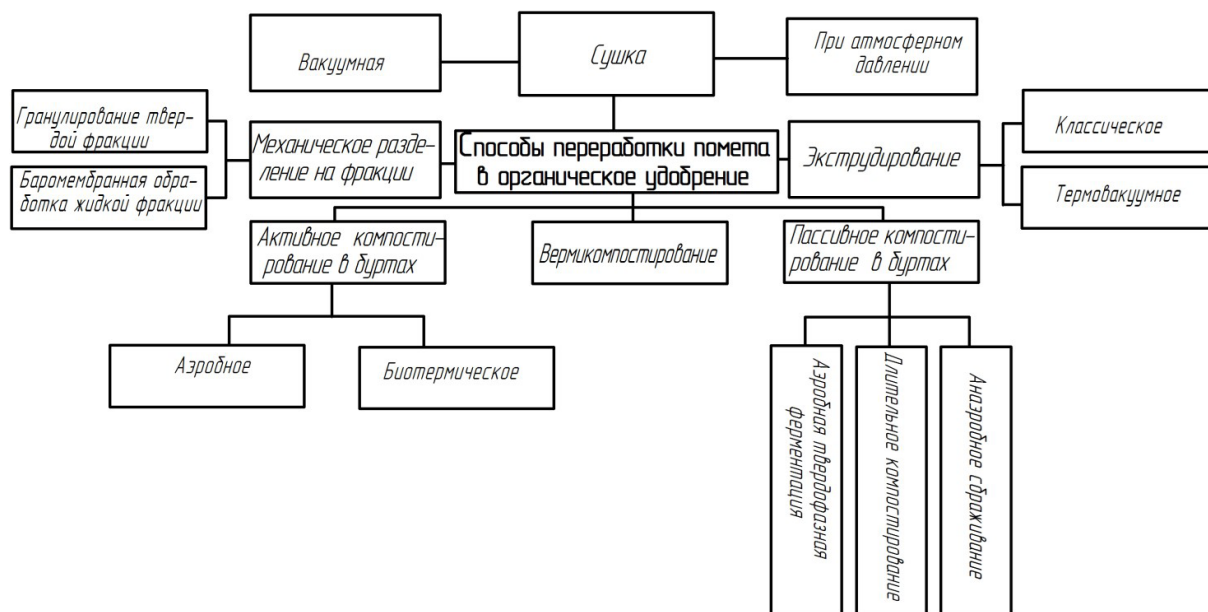 Вакуумная
Сушка
При атмосферном
давлении
Гранулирование твер-
дой фракции
Баромембранная обра-
ботка жидкой фракции
Механическое разде-
ление на фракции
Способы переработки помета
в органическое удобрение
Экструдирование
Классическое
Термовакуумное
Активное компости-
рование в буртах
Вермикомпостирование
Пассивное компости-
рование в буртах
Аэробное
Биотермическое
Аэробная твердофазная
ферментация
Длительное компостирование
Анаэробное сбраживание